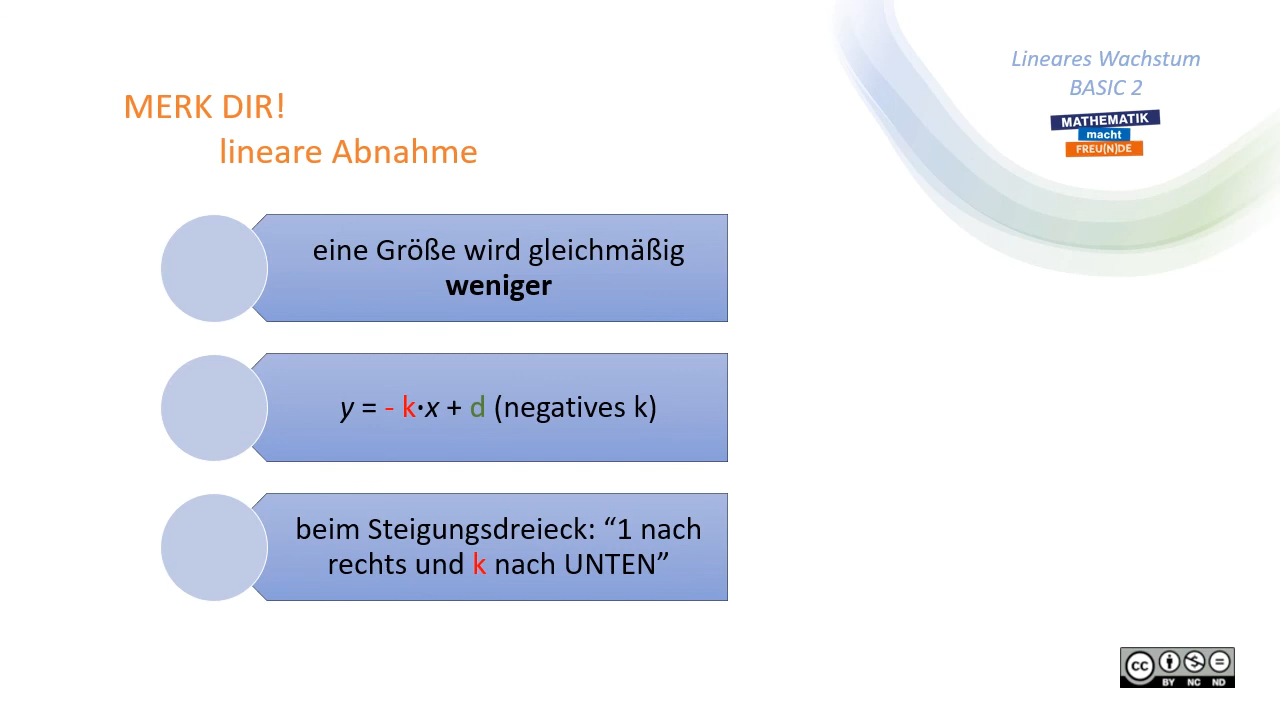 Lineares Wachstum
BASIC 2
MATHEMATIK
macht
FREU(N)DE
MERK DIR!
lineare Abnahme
eine Größe wird gleichmäßig
weniger
y = - k·x + d (negatives k)
beim Steigungsdreieck: “1 nach
rechts und k nach UNTEN”
cc
BY NC ND